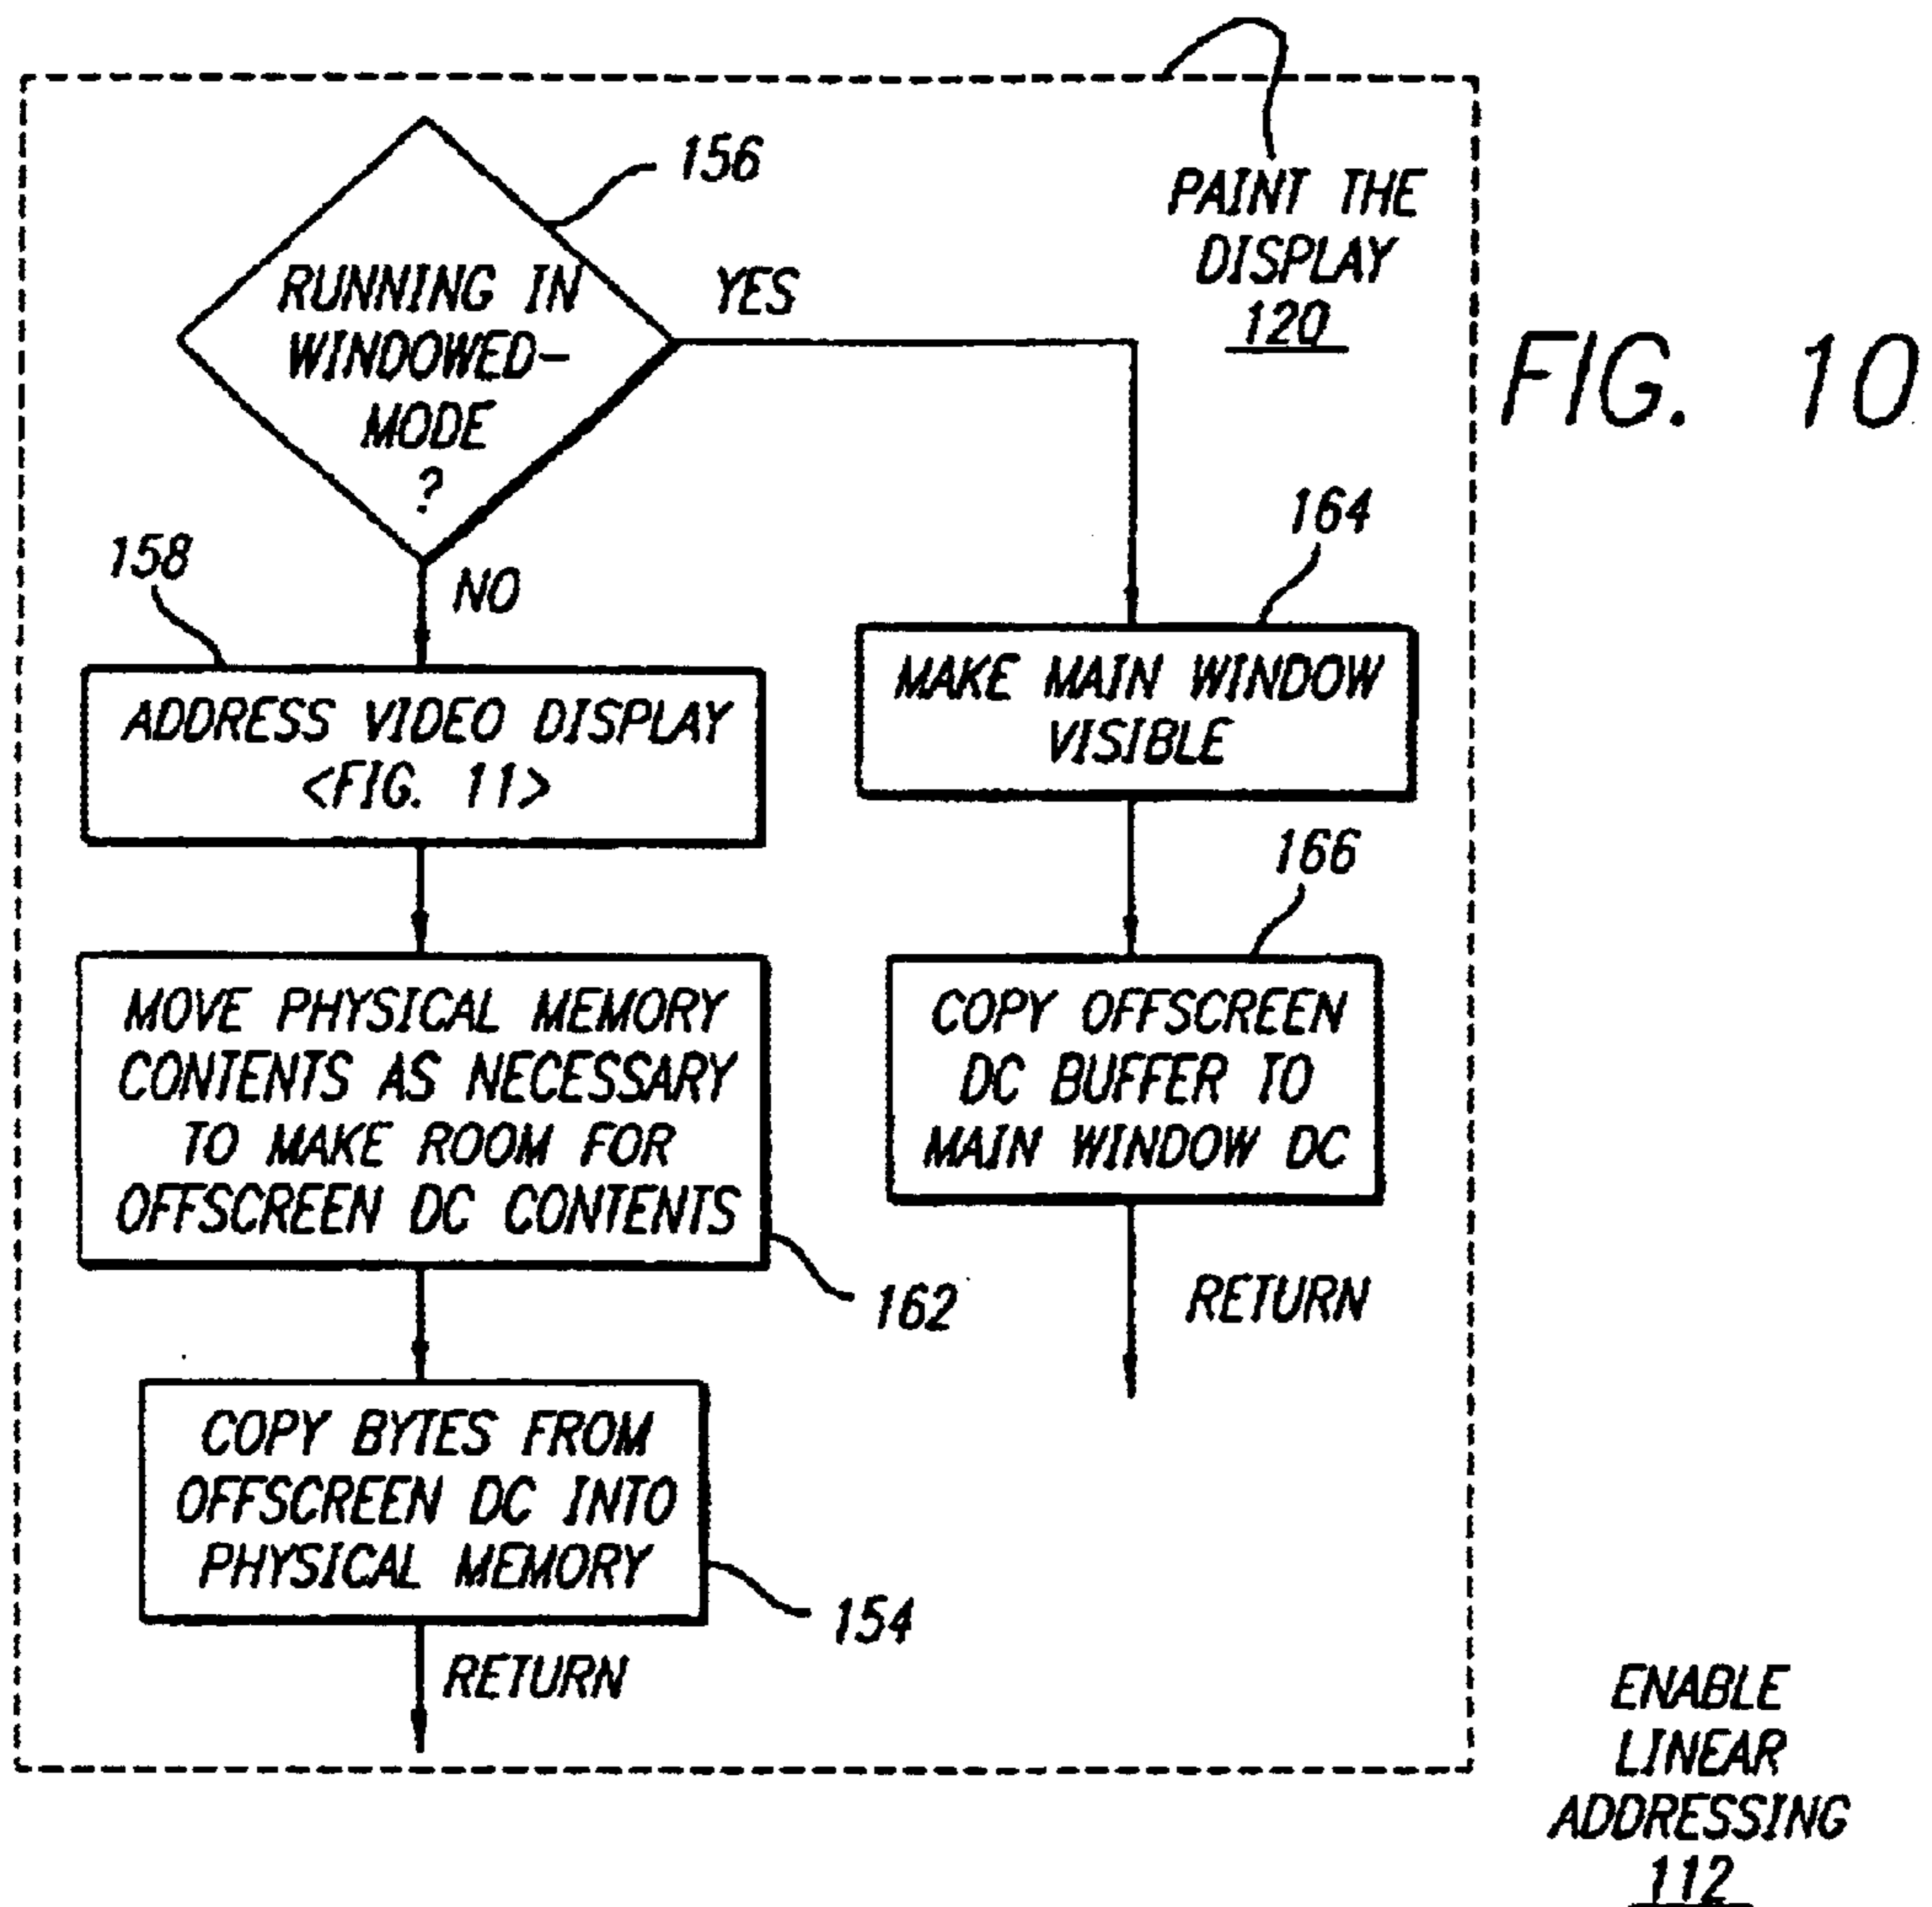 156
PAINT THE
DISPLAY
120
RUNNING IN
WINDOWED-
MODE
?
YES
FIG. 10
158
NO
164
ADDRESS VIDEO DISPLAY
<FIG. 11>
MAKE MAIN WINDOW
VISIBLE
166
MOVE PHYSICAL MEMORY
CONTENTS AS NECESSARY
TO MAKE ROOM FOR
OFFSCREEN DC CONTENTS
162
COPY OFFSCREEN
DC BUFFER TO
MAIN WINDOW DC
RETURN
COPY BYTES FROM
OFFSCREEN DC INTO
PHYSICAL MEMORY
154
RETURN
ENABLE
LINEAR
ADDRESSING
112